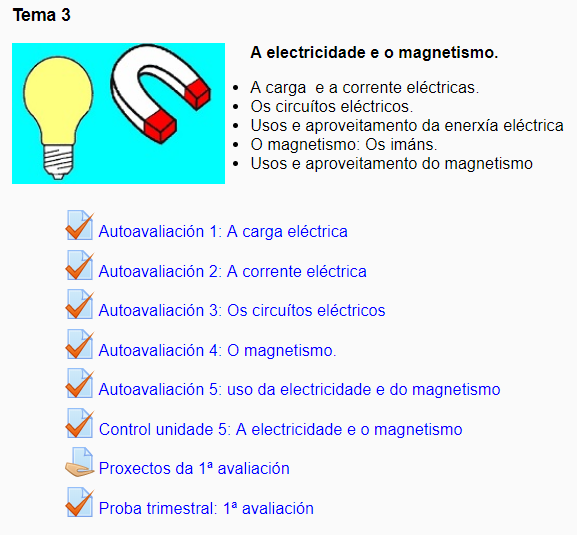 Tema 3
A electricidade e o magnetismo.
A carga  e a corrente eléctricas.
Os circuítos eléctricos.
Usos e aproveitamento da enerxía eléctrica
O magnetismo: Os imáns.
Usos e aproveitamento do magnetismo
Autoavaliación 1: A carga eléctrica
Autoavaliación 2: A corrente eléctrica
Autoavaliación 3: Os circuítos eléctricos
Autoavaliación 4: O magnetismo.
Autoavaliación 5: uso da electricidade e do magnetismo
Control unidade 5: A electricidade e o magnetismo
Proxectos da 1ª avaliación
Proba trimestral: 1ª avaliación